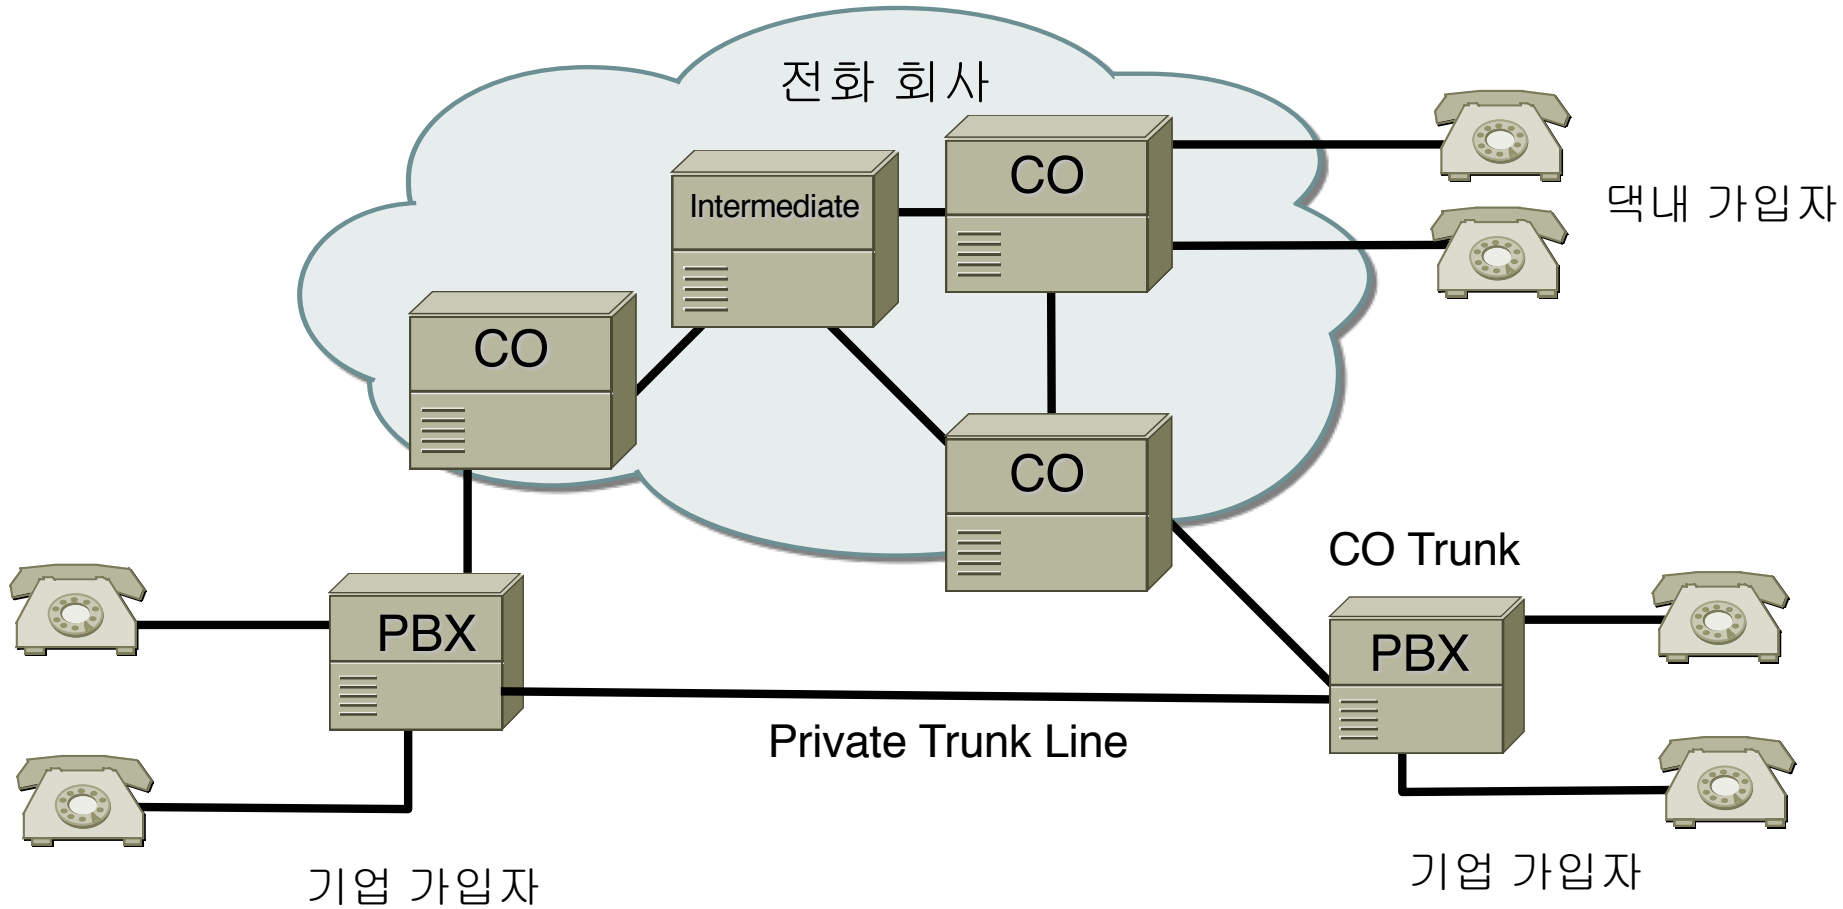 전화 회사
CO
Intermediate
댁내 가입자
CO
CO
CO Trunk
PBX
PBX
Private Trunk Line
기업 가입자
기업 가입자